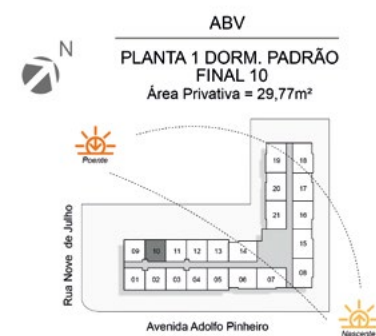 ABV
N
PLANTA 1 DORM. PADRÃO
FINAL 10
Área Privativa = 29,77m²
Poente
19 18
20 17
21 16
15
09 10 11 12 13 14
01 02 03 04 05 06 07 08
Rua Nove de Julho
Avenida Adolfo Pinheiro
Nascente